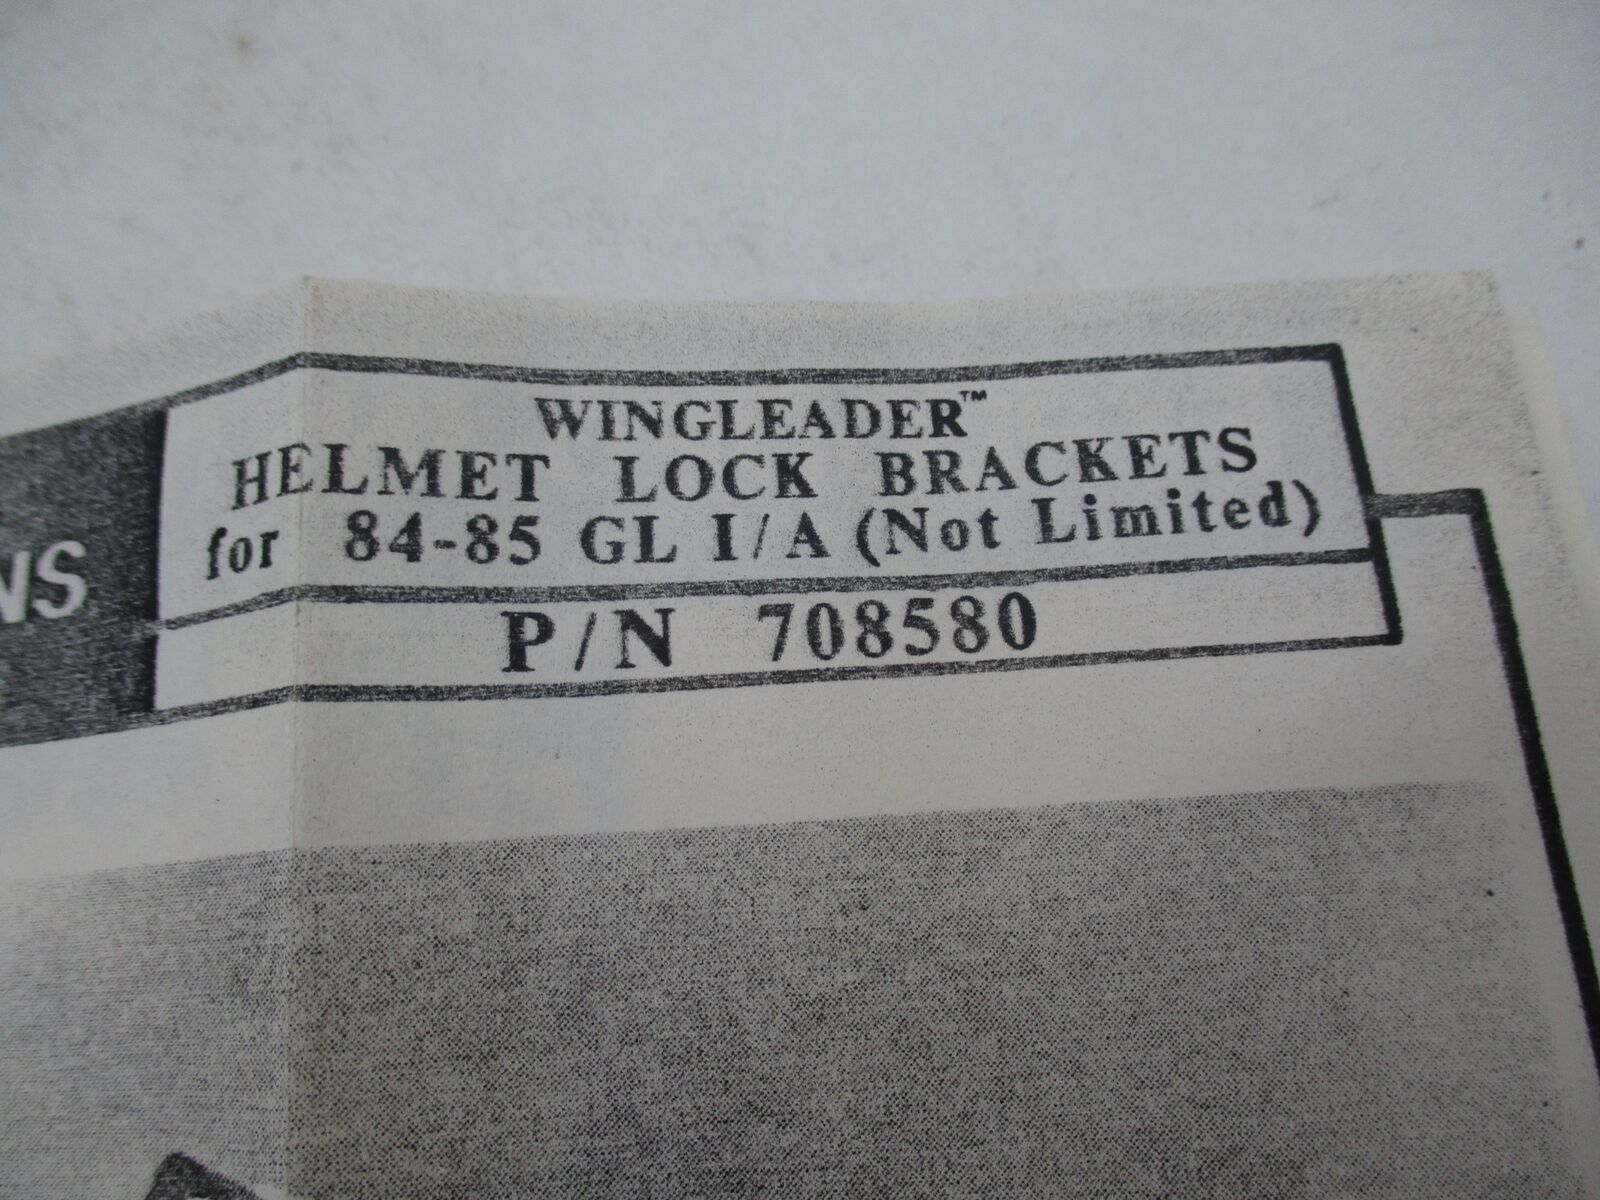 WINGLEADER™
HELMET LOCK BRACKETS
for 84-85 GL I/A (Not Limited)
NS
P/N 708580